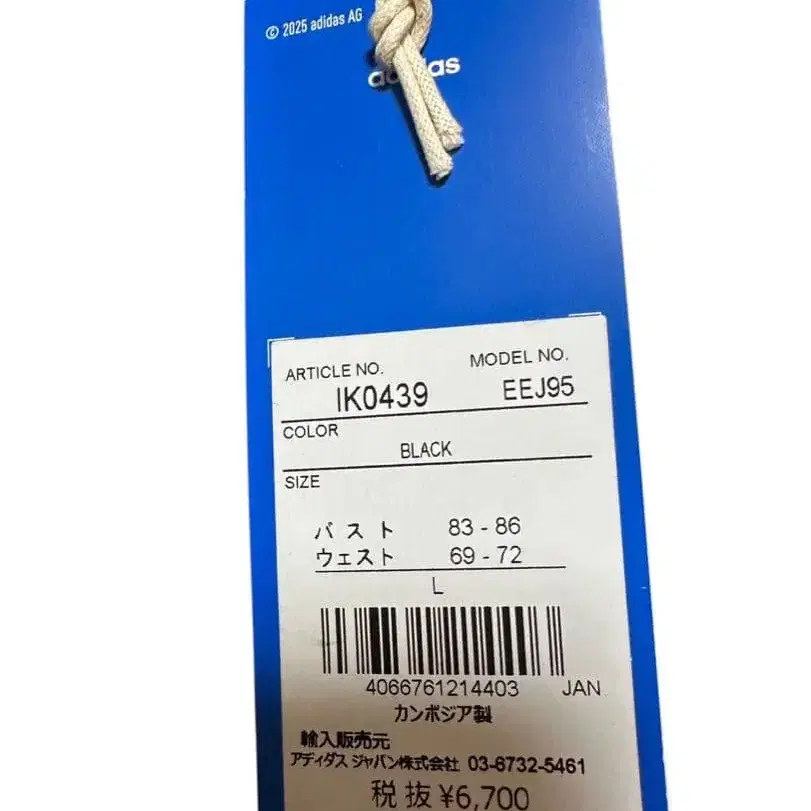 © 2025 adidas AG
adidas
ARTICLE NO. MODEL NO.
IK0439 EEJ95
COLOR
BLACK
SIZE
バスト 83 - 86
ウェスト 69 - 72
L
4066761214403 JAN
カンボジア製
輸入販売元
アディダス ジャパン株式会社 03-6732-5461
税抜 ¥6,700